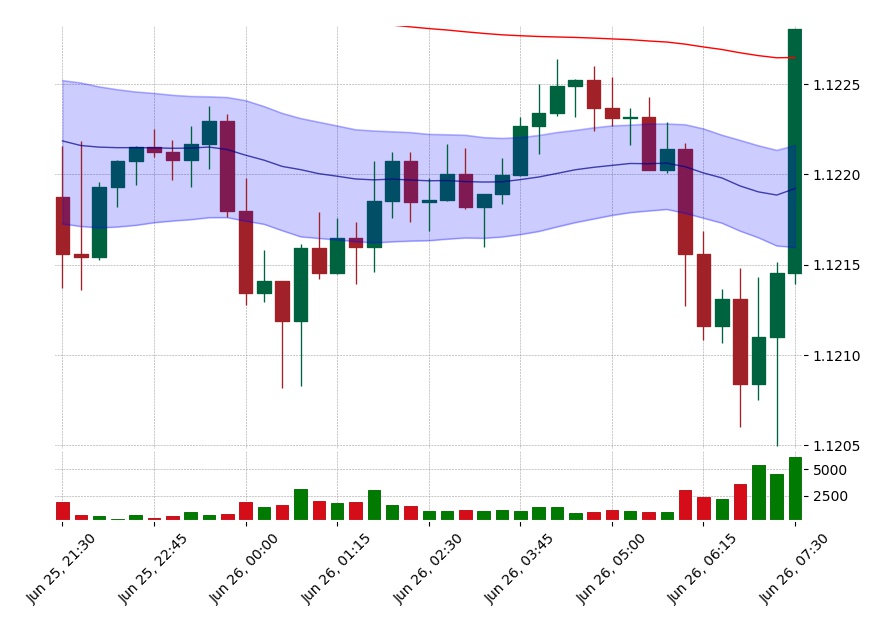 1.1225
1.1220
1.1215
1.1210
1.1205
5000
2500
Jun 25, 21:30
Jun 25, 22:45
Jun 26, 00:00
Jun 26, 01:15
Jun 26, 02:30
Jun 26, 03:45
Jun 26, 05:00
Jun 26, 06:15
Jun 26, 07:30